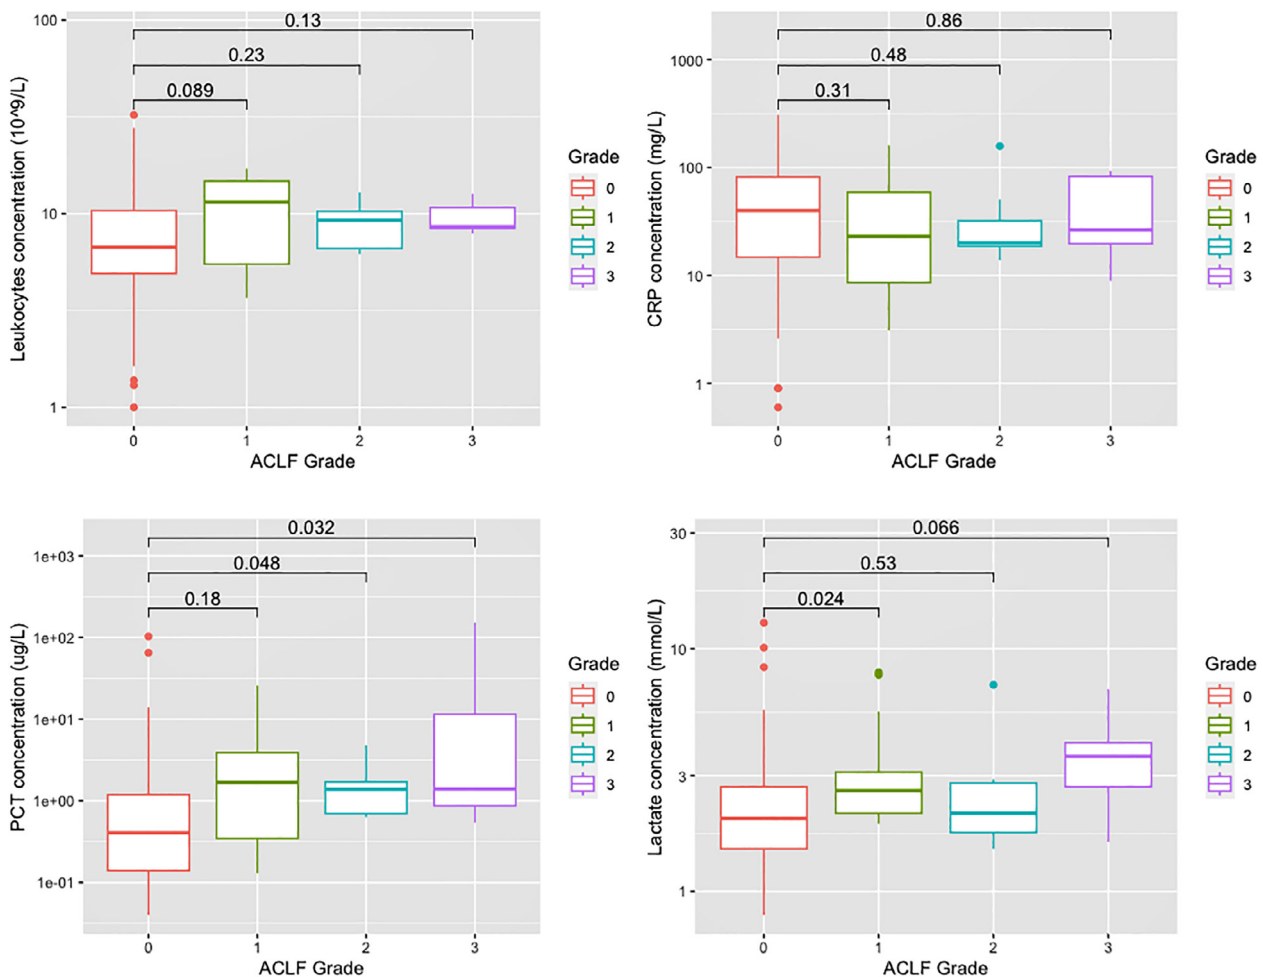 0.13
100
0.23
0.089
Leukocytes concentration (10^9/L)
10
1
0 1 2 3
ACLF Grade
Grade
0
1
2
3
0.86
1000
0.48
0.31
CRP concentration (mg/L)
100
10
1
0 1 2 3
ACLF Grade
Grade
0
1
2
3
0.032
1e+03
0.048
0.18
PCT concentration (ug/L)
1e+02
1e+01
1e+00
1e-01
0 1 2 3
ACLF Grade
Grade
0
1
2
3
0.066
30
0.53
0.024
Lactate concentration (mmol/L)
10
3
1
0 1 2 3
ACLF Grade
Grade
0
1
2
3